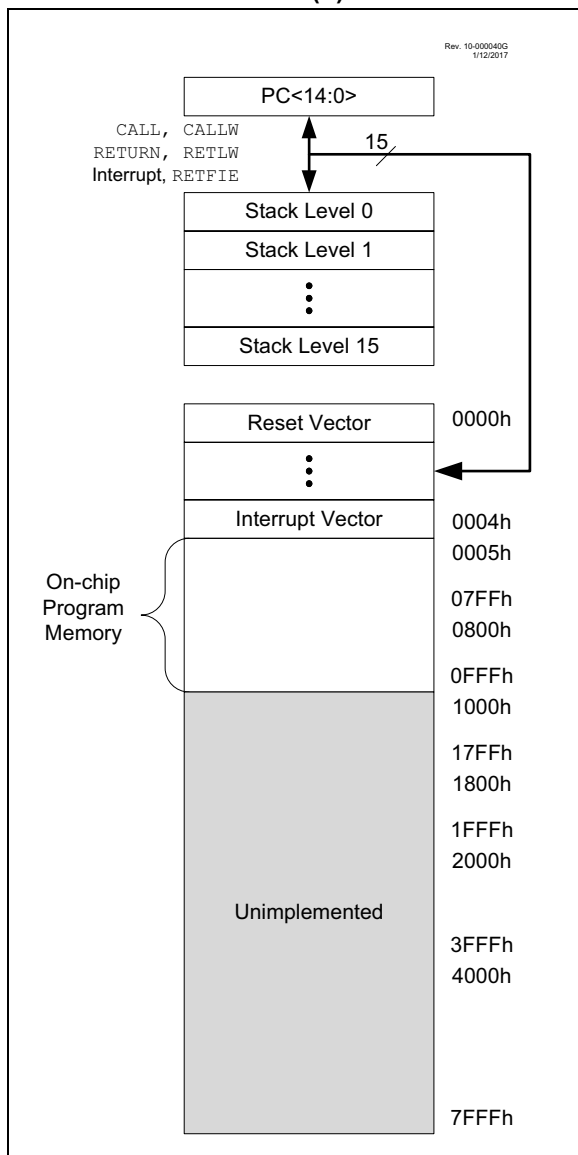 Rev. 10-000040G
1/12/2017
PC<14:0>
CALL, CALLW
RETURN, RETLW
Interrupt, RETFIE
15
Stack Level 0
Stack Level 1
Stack Level 15
Reset Vector
0000h
Interrupt Vector
0004h
0005h
On-chip
Program
Memory
07FFh
0800h
0FFFh
1000h
17FFh
1800h
1FFFh
2000h
Unimplemented
3FFFh
4000h
7FFFh